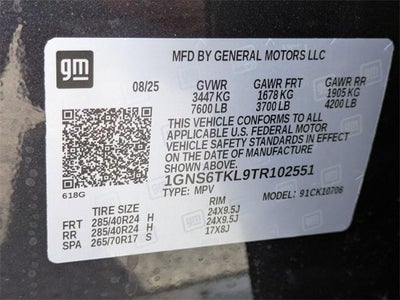 gm
MFD BY GENERAL MOTORS LLC
08/25 GVWR GAWR FRT GAWR RR
3447 KG 1678 KG 1905 KG
7600 LB 3700 LB 4200 LB
THIS VEHICLE CONFORMS TO ALL
APPLICABLE U.S. FEDERAL MOTOR
VEHICLE SAFETY STANDARDS IN
EFFECT ON THE DATE OF
MANUFACTURE SHOWN ABOVE.
1GNS6TKL9TR102551
618G TYPE: MPV MODEL: 91CK10706
TIRE SIZE RIM
FRT 285/40R24 H 24X9.5J
RR 285/40R24 H 24X9.5J
SPA 265/70R17 S 17X8J